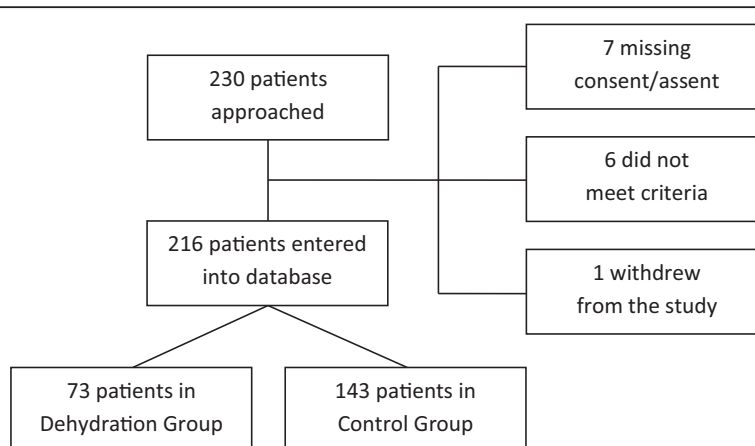 230 patients
approached
7 missing
consent/assent
6 did not
meet criteria
216 patients entered
into database
1 withdrew
from the study
73 patients in
Dehydration Group
143 patients in
Control Group